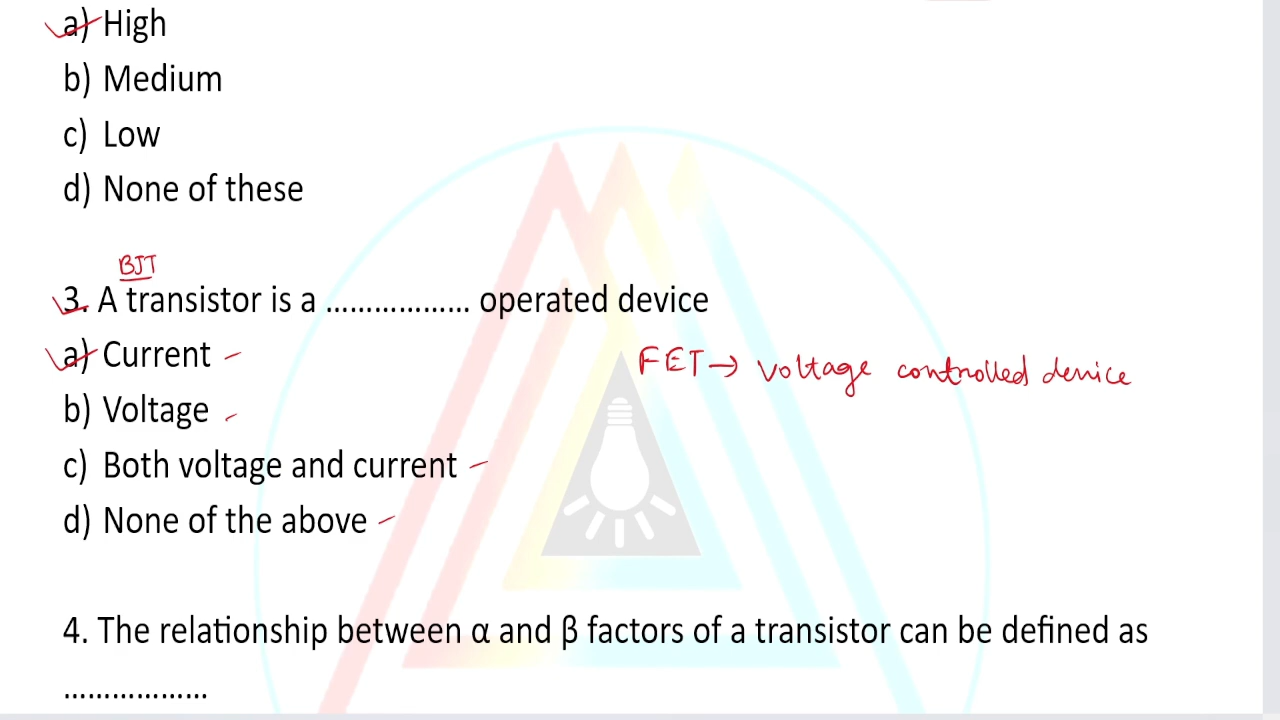 a) High
b) Medium
c) Low
d) None of these
BJT
3. A transistor is a .................. operated device
a) Current
FET → Voltage controlled device
b) Voltage
c) Both voltage and current
d) None of the above
4. The relationship between α and β factors of a transistor can be defined as
..................